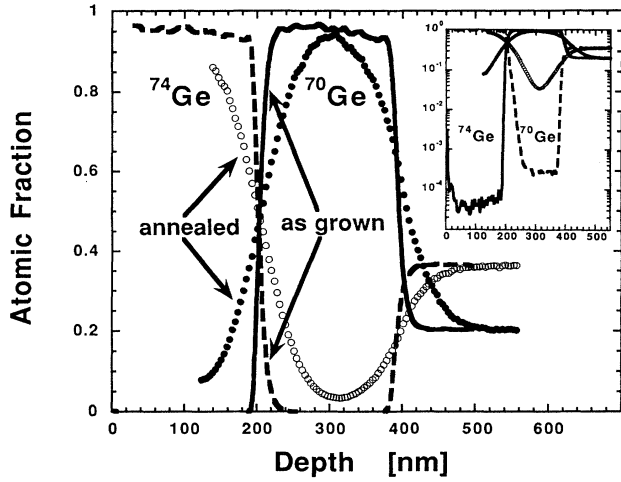 Atomic Fraction
1
0.8
0.6
0.4
0.2
0
0 100 200 300 400 500 600
Depth [nm]
⁷⁴Ge
⁷⁰Ge
annealed
as grown
10⁰
10⁻¹
10⁻²
10⁻³
10⁻⁴
⁷⁴Ge
⁷⁰Ge
0 100 200 300 400 500